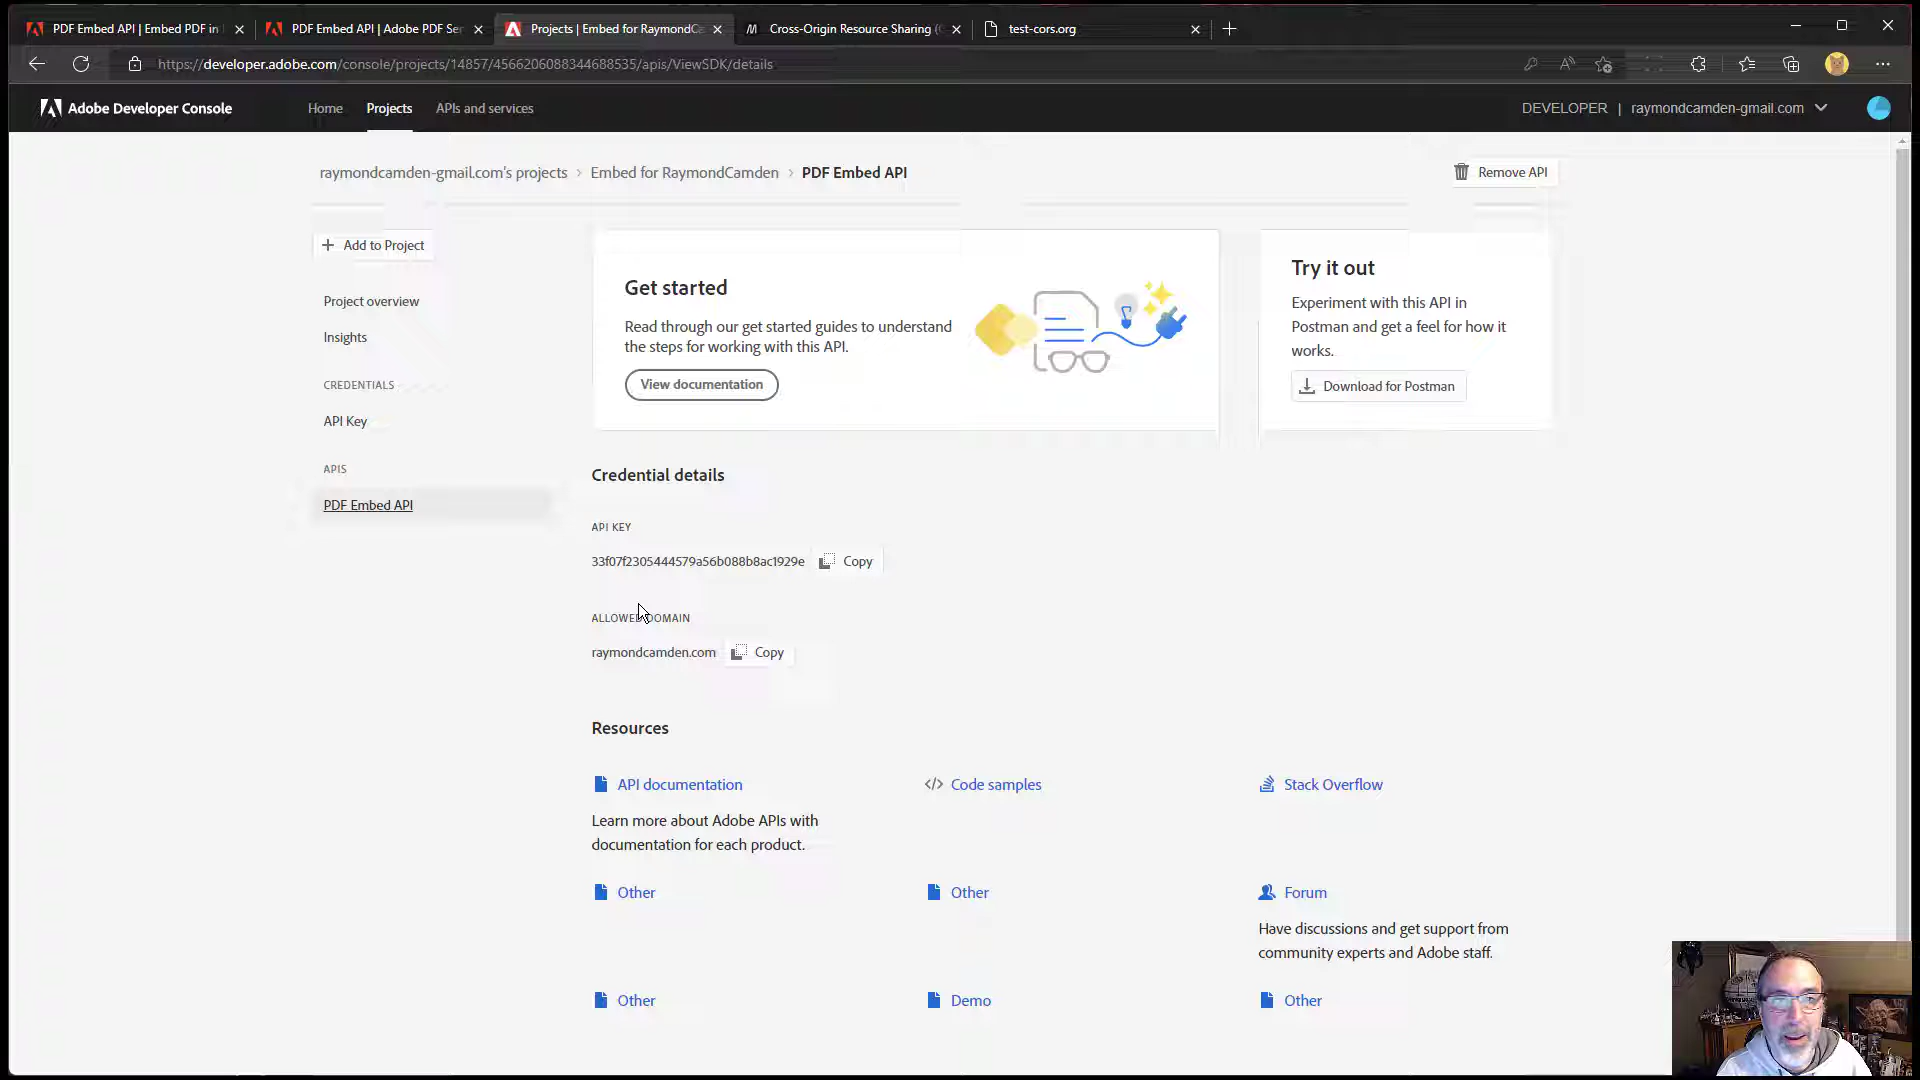 PDF Embed API | Embed PDF in
PDF Embed API | Adobe PDF Ser
Projects | Embed for RaymondCa
Cross-Origin Resource Sharing (
test-cors.org
https://developer.adobe.com/console/projects/14857/4566206088344688535/apis/ViewSDK/details
Adobe Developer Console
Home
Projects
APIs and services
DEVELOPER | raymondcamden-gmail.com
raymondcamden-gmail.com's projects > Embed for RaymondCamden > PDF Embed API
Remove API
+ Add to Project
Project overview
Insights
CREDENTIALS
API Key
APIS
PDF Embed API
Get started
Read through our get started guides to understand
the steps for working with this API.
View documentation
Try it out
Experiment with this API in
Postman and get a feel for how it
works.
Download for Postman
Credential details
API KEY
33f07f2305444579a56b088b8ac1929e Copy
ALLOWED DOMAIN
raymondcamden.com Copy
Resources
API documentation
Learn more about Adobe APIs with
documentation for each product.
</> Code samples
Stack Overflow
Other
Other
Forum
Have discussions and get support from
community experts and Adobe staff.
Other
Demo
Other